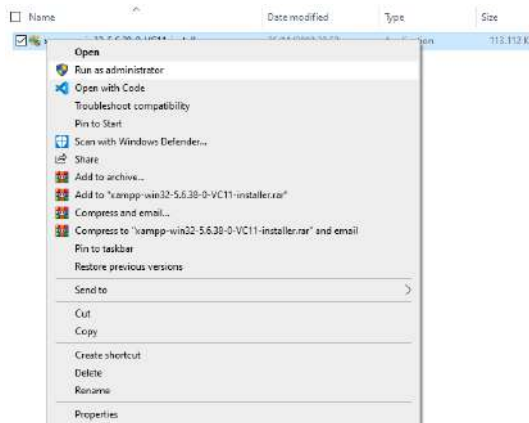 Name Date modified Type Size
113.112 K
Open
Run as administrator
Open with Code
Troubleshoot compatibility
Pin to Start
Scan with Windows Defender...
Share
Add to archive...
Add to "xampp-win32-5.6.38-0-VC11-installer.rar"
Compress and email...
Compress to "xampp-win32-5.6.38-0-VC11-installer.rar" and email
Pin to taskbar
Restore previous versions
Send to
Cut
Copy
Create shortcut
Delete
Rename
Properties